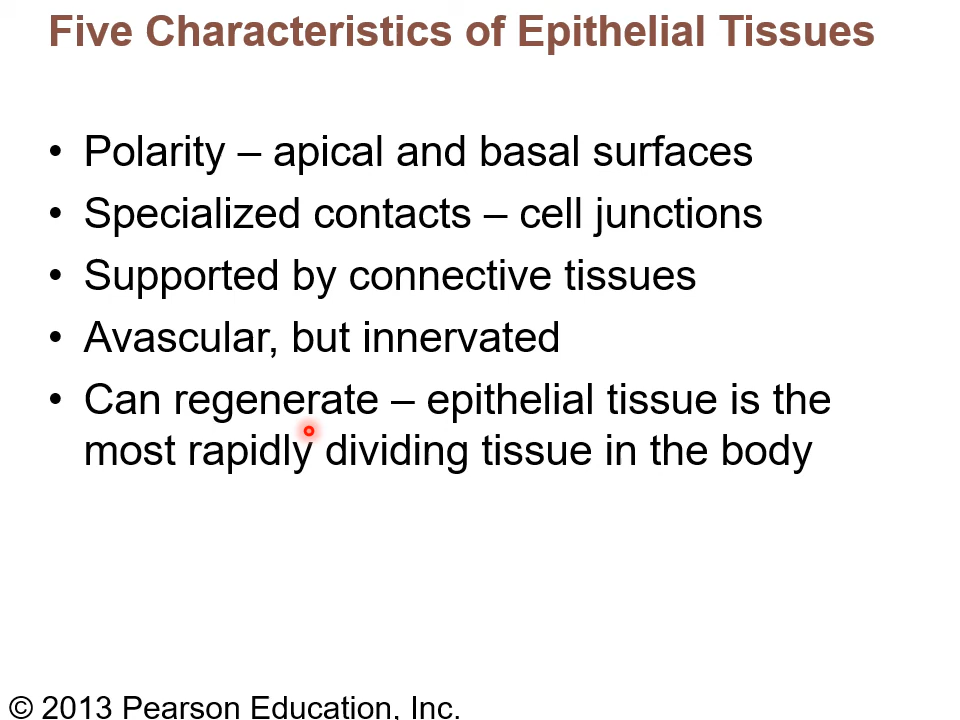 Five Characteristics of Epithelial Tissues
• Polarity – apical and basal surfaces
• Specialized contacts – cell junctions
• Supported by connective tissues
• Avascular, but innervated
• Can regenerate – epithelial tissue is the
most rapidly dividing tissue in the body
© 2013 Pearson Education, Inc.